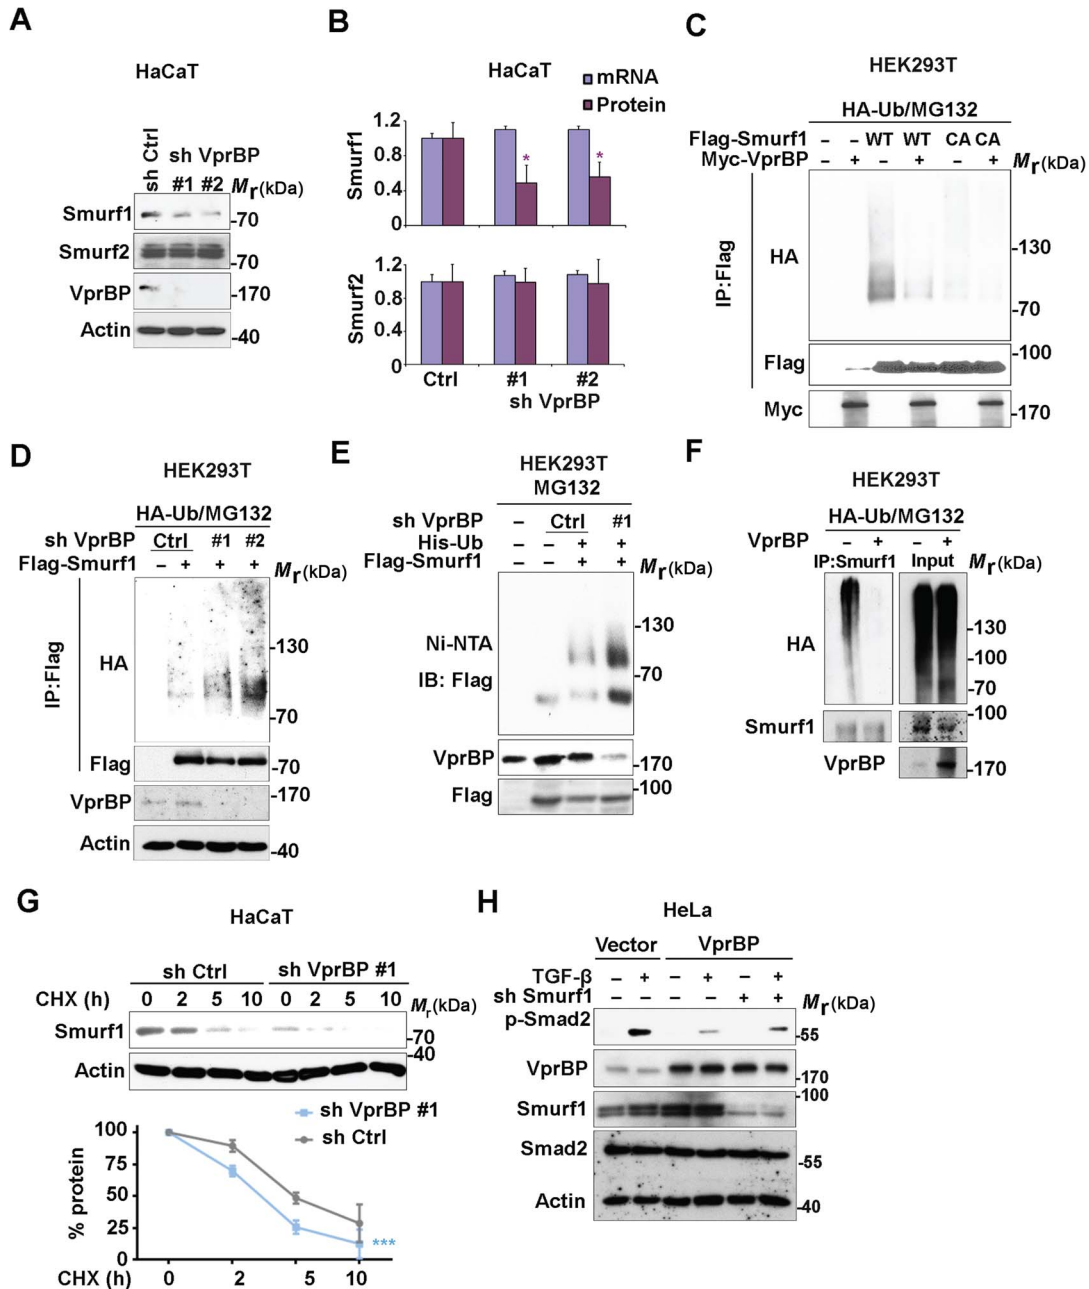 A
HaCaT
sh Ctrl
sh VprBP
#1 #2 Mr(kDa)
Smurf1 -70
Smurf2 -70
VprBP -170
Actin -40
B
HaCaT
mRNA
Protein
Smurf1
1.2
0.8
0.4
0
* *
Smurf2
1.2
0.8
0.4
0
Ctrl #1 #2
sh VprBP
C
HEK293T
HA-Ub/MG132
Flag-Smurf1 – – WT WT CA CA
Myc-VprBP – + – + – + Mr(kDa)
IP:Flag
HA
-130
-70
-100
Flag
Myc -170
D
HEK293T
HA-Ub/MG132
sh VprBP Ctrl #1 #2
Flag-Smurf1 – + + + Mr(kDa)
IP:Flag
HA
-130
-70
Flag -70
VprBP -170
Actin -40
E
HEK293T
MG132
sh VprBP – Ctrl #1
His-Ub – – + +
Flag-Smurf1 – – + + Mr(kDa)
-130
Ni-NTA
IB: Flag -70
VprBP -170
Flag -100
F
HEK293T
HA-Ub/MG132
VprBP – + – +
IP:Smurf1 Input Mr(kDa)
HA
-130
-100
-70
Smurf1 -100
VprBP -170
G
HaCaT
sh Ctrl sh VprBP #1
CHX (h) 0 2 5 10 0 2 5 10 Mr(kDa)
Smurf1 -70
-40
Actin
sh VprBP #1
sh Ctrl
% protein
100
75
50
25
0
***
CHX (h) 0 2 5 10
H
HeLa
Vector VprBP
TGF-β – + – + – +
sh Smurf1 – – – – + + Mr(kDa)
p-Smad2 -55
VprBP -170
Smurf1 -100
Smad2 -55
Actin -40